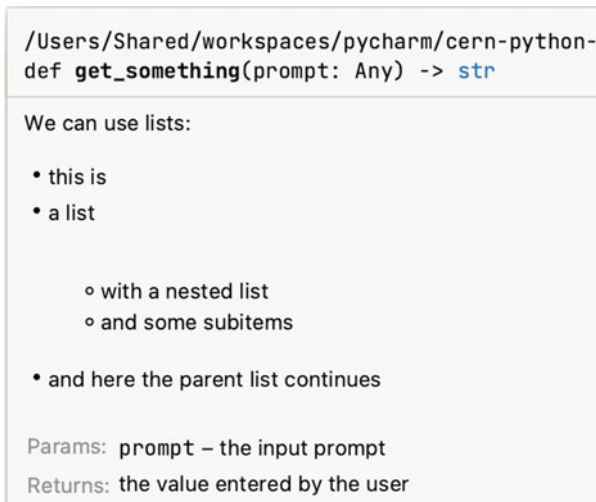 /Users/Shared/workspaces/pycharm/cern-python-
def get_something(prompt: Any) -> str
We can use lists:
• this is
• a list
◦ with a nested list
◦ and some subitems
• and here the parent list continues
Params: prompt – the input prompt
Returns: the value entered by the user